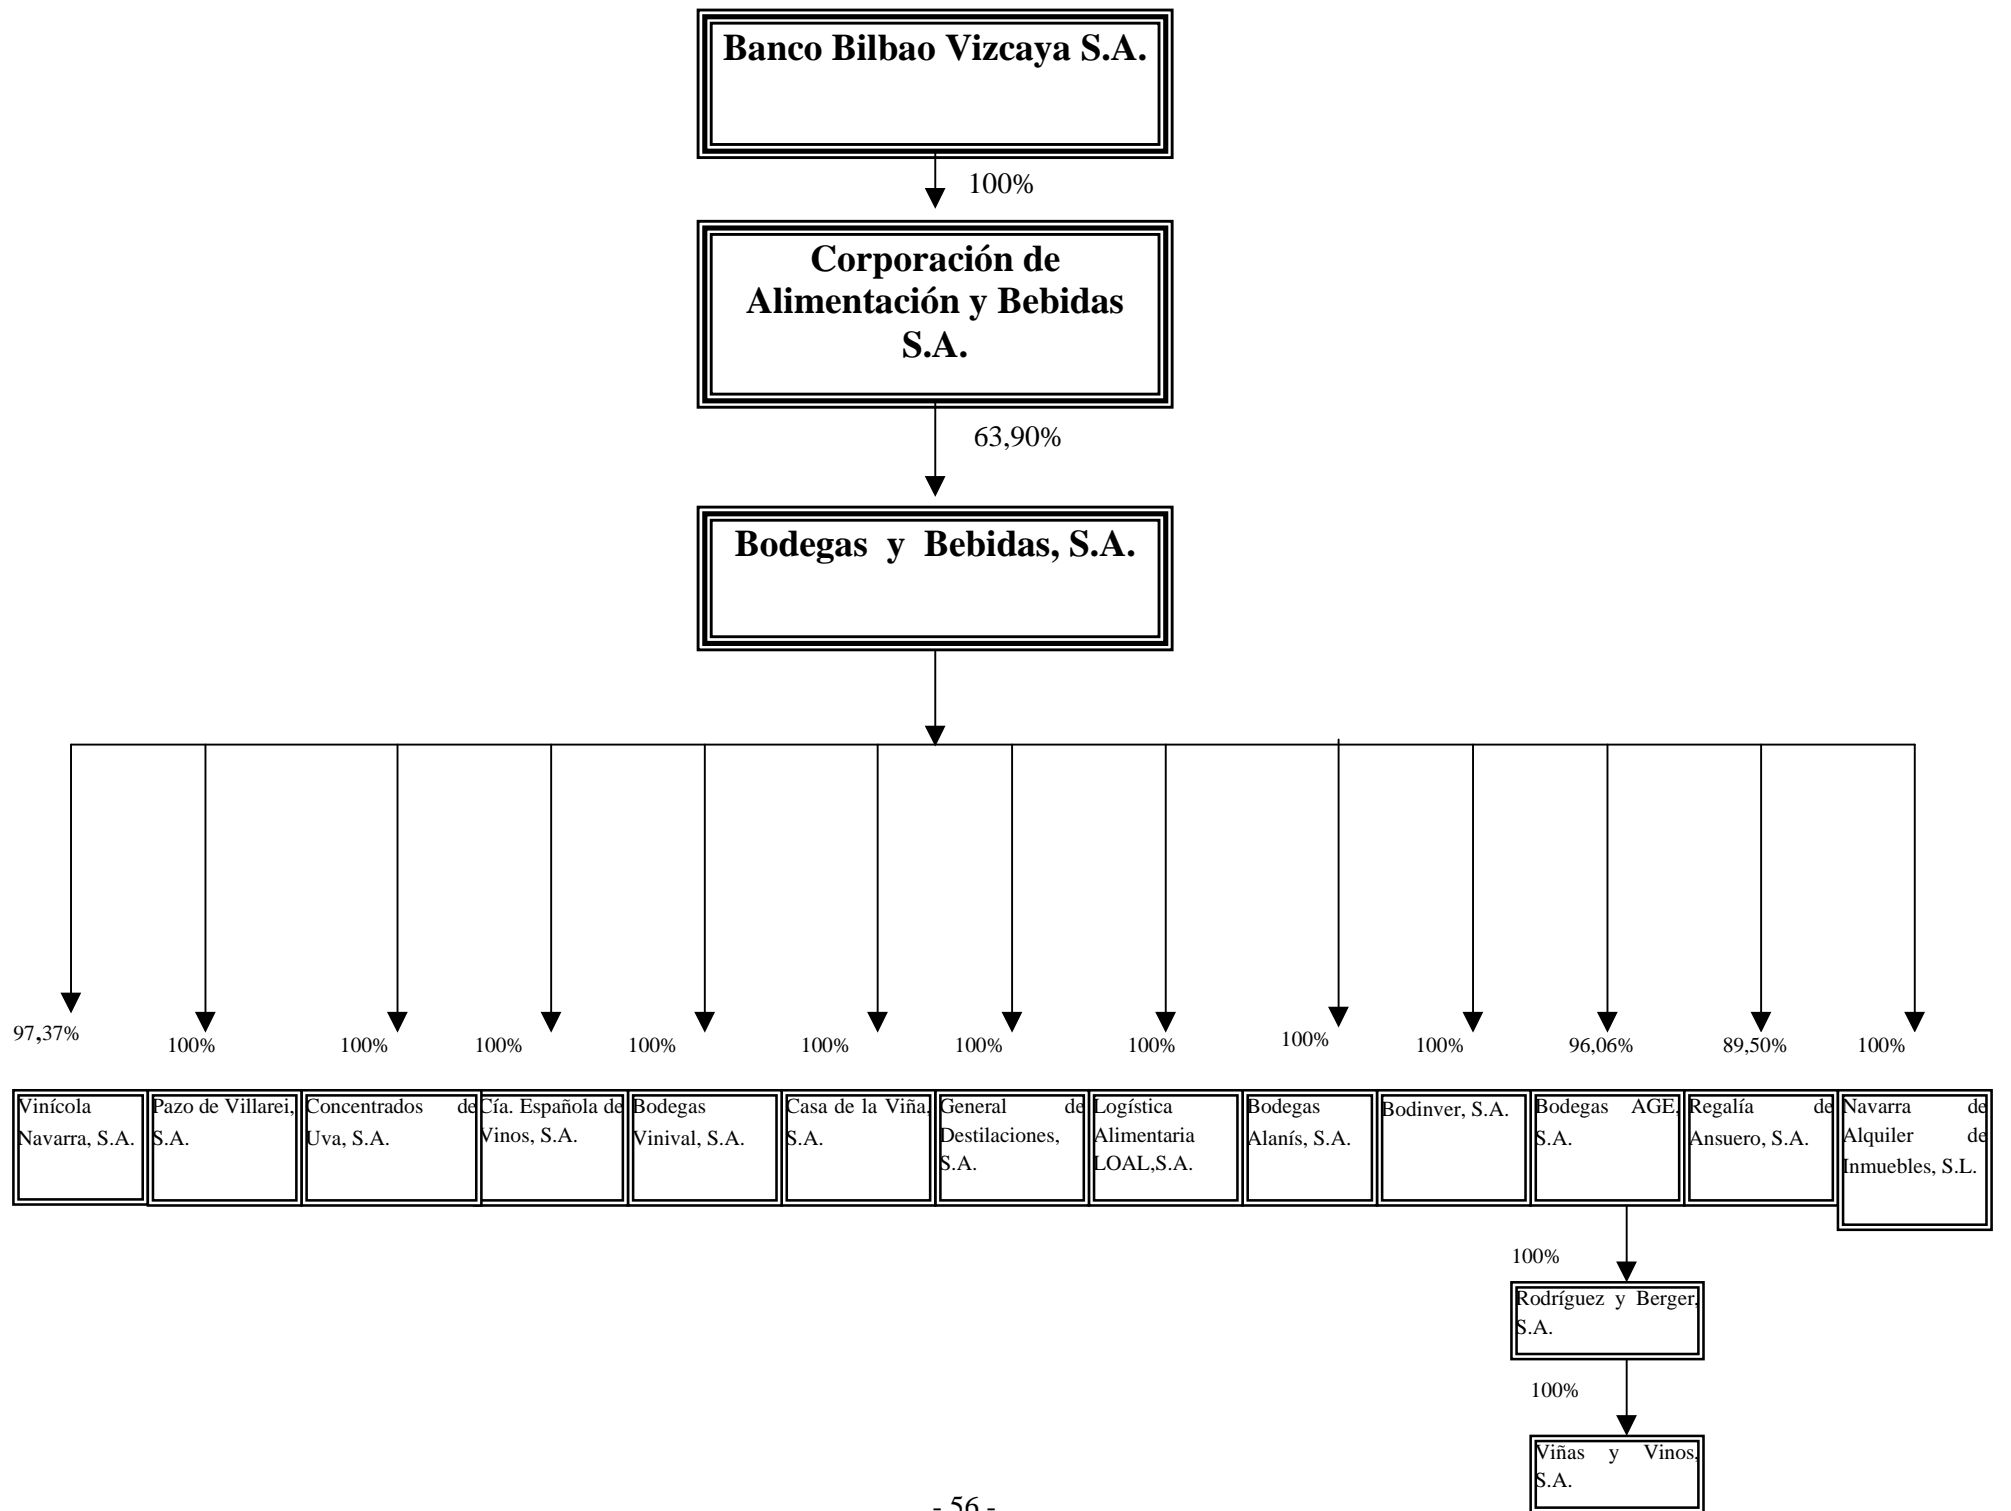 Banco Bilbao Vizcaya S.A.
100%
Corporación de
Alimentación y Bebidas
S.A.
63,90%
Bodegas y Bebidas, S.A.
97,37%
100%
100%
100%
100%
100%
100%
100%
100%
100%
96,06%
89,50%
100%
Vinícola
Navarra, S.A.
Pazo de Villarei,
S.A.
Concentrados de
Uva, S.A.
Cía. Española de
Vinos, S.A.
Bodegas
Vinival, S.A.
Casa de la Viña,
S.A.
General de
Destilaciones,
S.A.
Logística
Alimentaria
LOAL,S.A.
Bodegas
Alanís, S.A.
Bodinver, S.A.
Bodegas AGE,
S.A.
Regalía de
Ansuero, S.A.
Navarra de
Alquiler de
Inmuebles, S.L.
100%
Rodríguez y Berger,
S.A.
100%
Viñas y Vinos,
S.A.
- 56 -